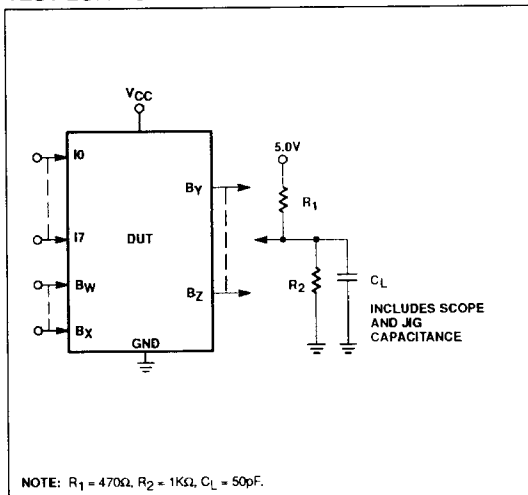 VCC
I0
I7
BW
BX
DUT
GND
BY
BZ
5.0V
R1
R2
CL
INCLUDES SCOPE
AND JIG
CAPACITANCE
NOTE: R1 = 470Ω, R2 = 1KΩ, CL = 50pF.